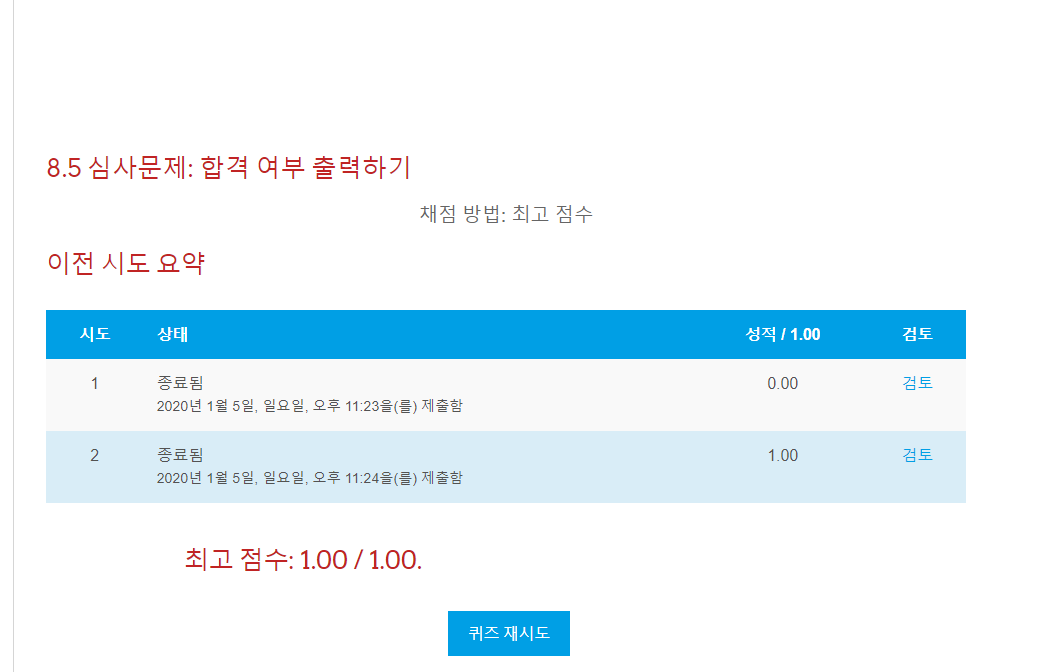 8.5 심사문제: 합격 여부 출력하기
채점 방법: 최고 점수
이전 시도 요약
시도 상태 성적 / 1.00 검토
1 종료됨 0.00 검토
2020년 1월 5일, 일요일, 오후 11:23을(를) 제출함
2 종료됨 1.00 검토
2020년 1월 5일, 일요일, 오후 11:24을(를) 제출함
최고 점수: 1.00 / 1.00.
퀴즈 재시도